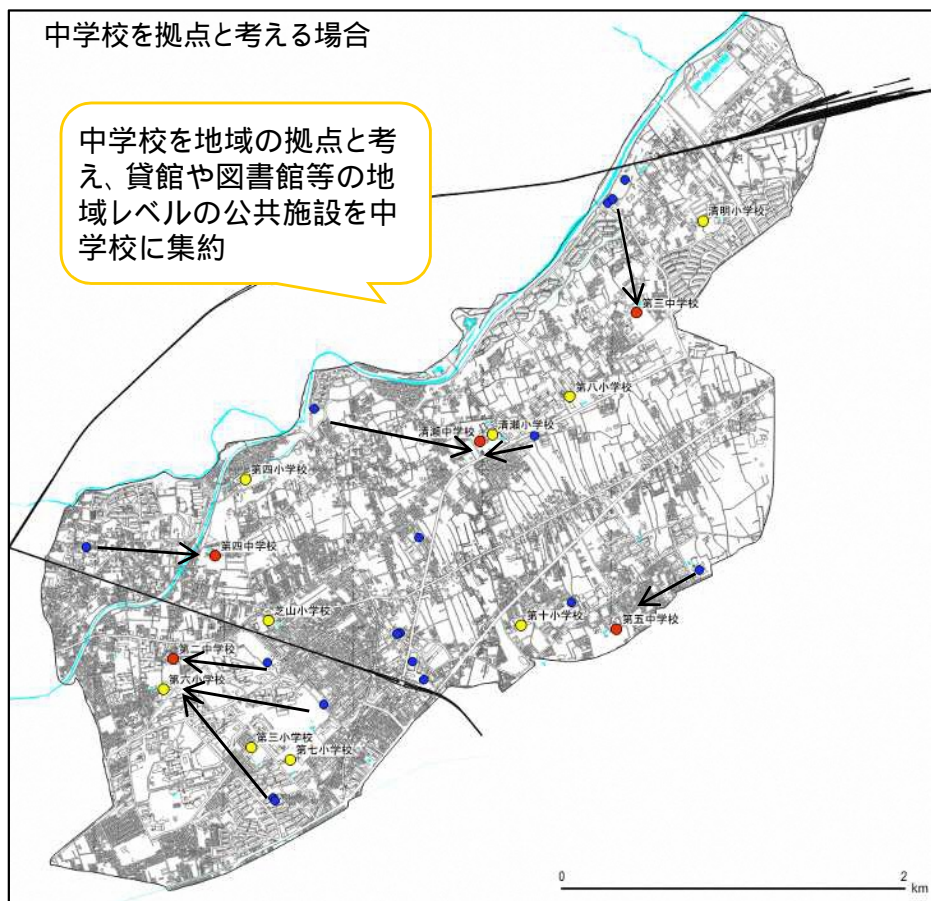 中学校を拠点と考える場合
中学校を地域の拠点と考
え、貸館や図書館等の地
域レベルの公共施設を中
学校に集約
清明小学校
第三中学校
第八小学校
清瀬中学校
清瀬小学校
第四小学校
第四中学校
芝山小学校
第十小学校
第五中学校
第二中学校
第六小学校
第三小学校
第七小学校
0
2
km